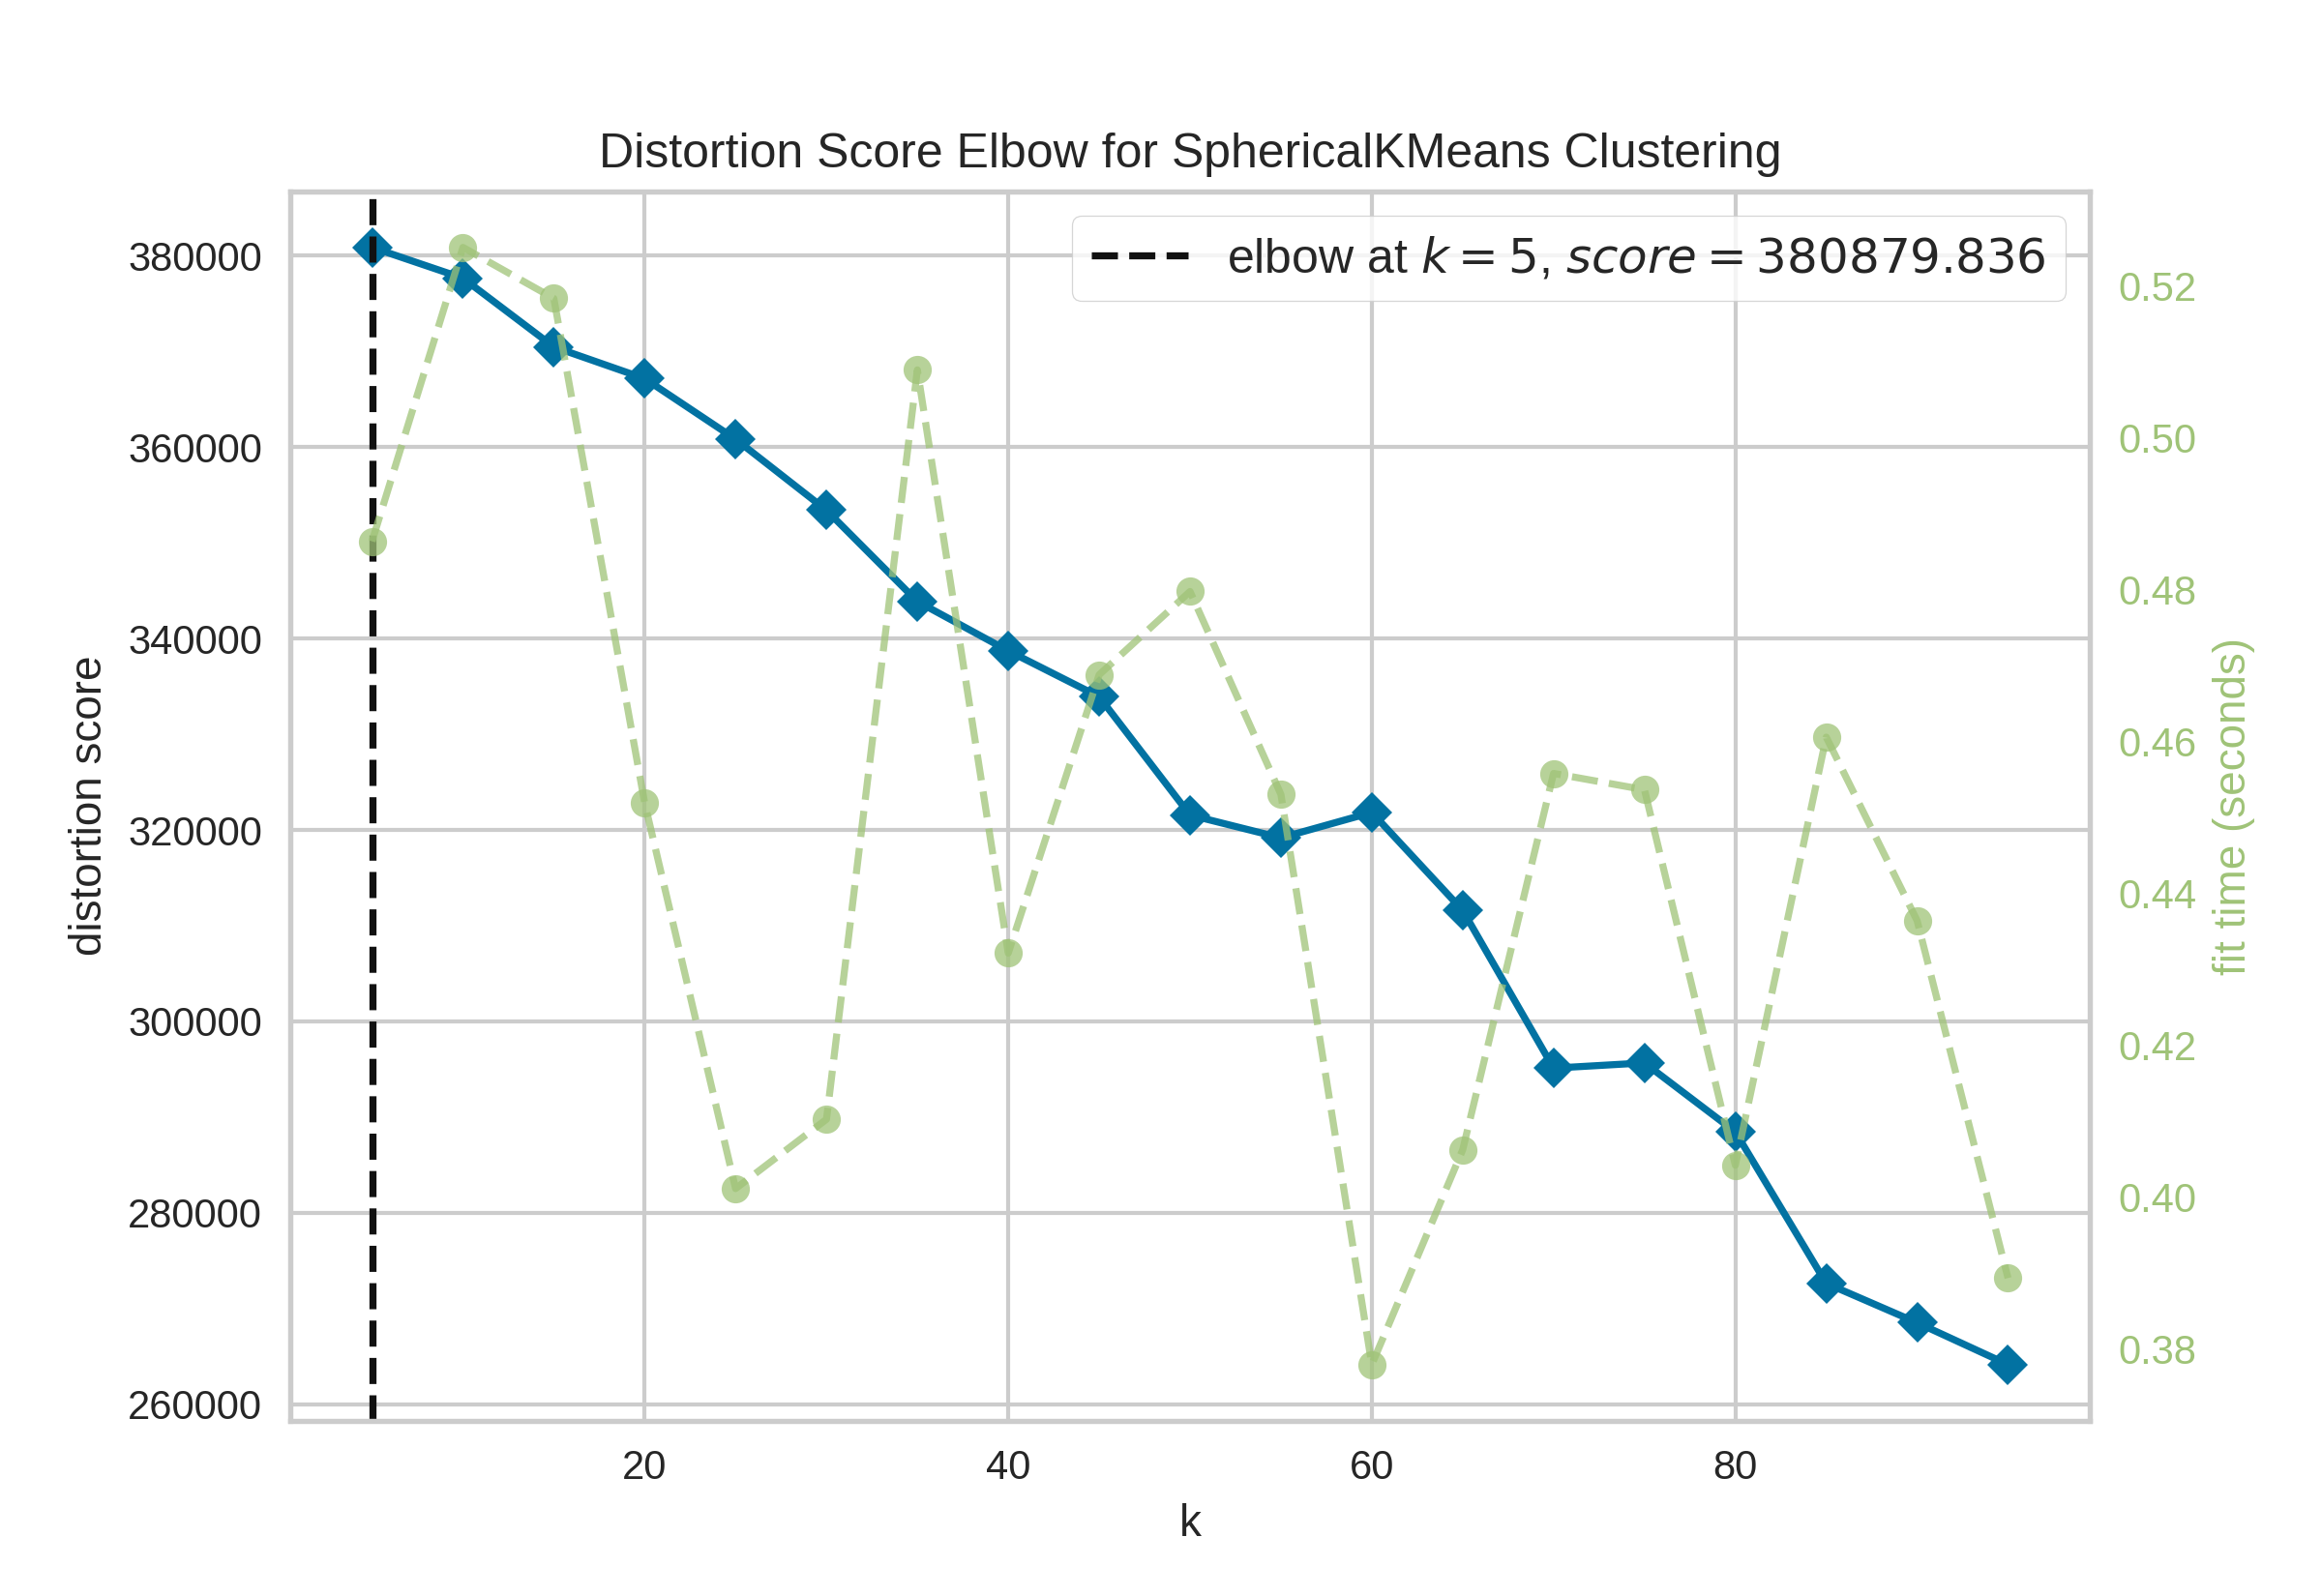 Distortion Score Elbow for SphericalKMeans Clustering
elbow at k = 5, score = 380879.836
380000
360000
340000
320000
300000
280000
260000
distortion score
0.52
0.50
0.48
0.46
0.44
0.42
0.40
0.38
fit time (seconds)
20 40 60 80
k